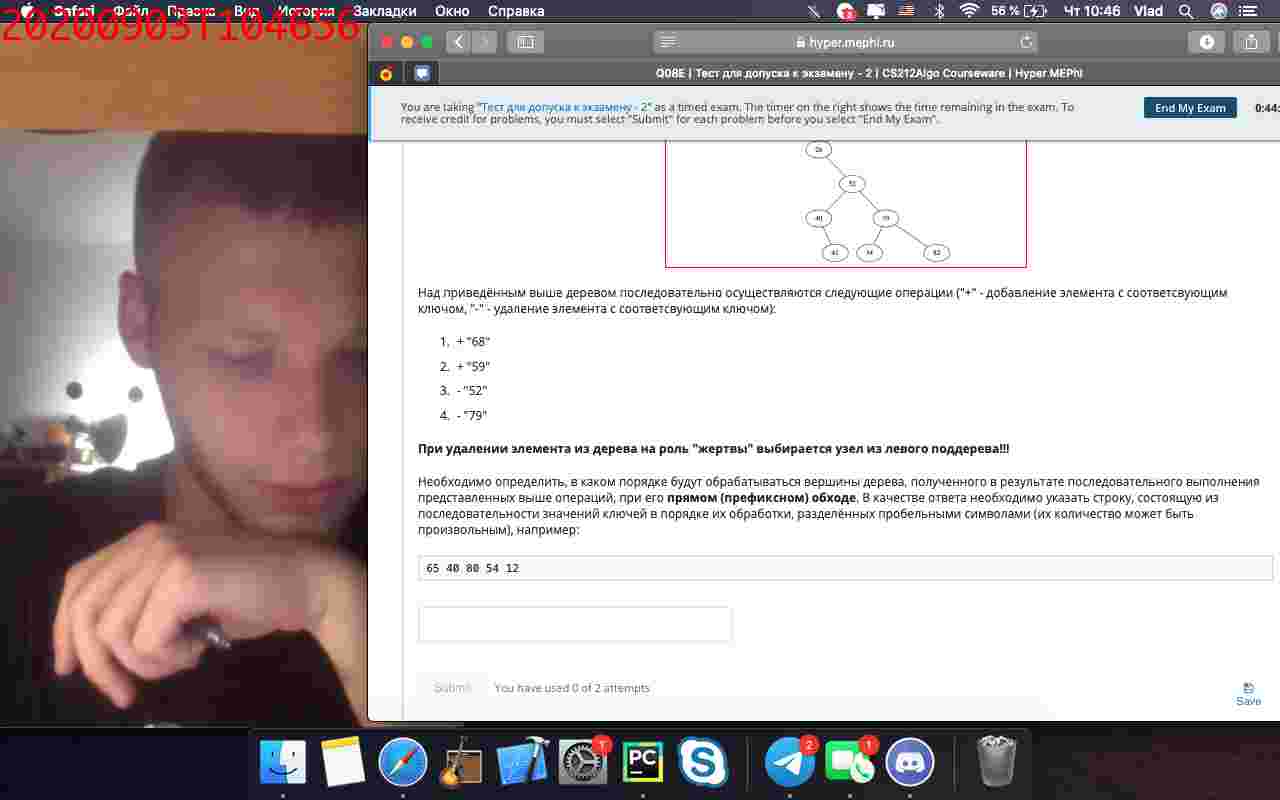 20200903T104656
Safari Файл Правка Вид История Закладки Окно Справка
56 % Чт 10:46 Vlad
hyper.mephi.ru
Q08E | Тест для допуска к экзамену - 2 | CS212Algo Courseware | Hyper.MEPhI
You are taking "Тест для допуска к экзамену - 2" as a timed exam. The timer on the right shows the time remaining in the exam. To
receive credit for problems, you must select "Submit" for each problem before you select "End My Exam".
End My Exam
0:44:
52
Над приведённым выше деревом последовательно осуществляются следующие операции ("+" - добавление элемента с соответсвующим
ключом, "-" - удаление элемента с соответсвующим ключом):
1. + "68"
2. + "59"
3. - "52"
4. - "79"
При удалении элемента из дерева на роль "жертвы" выбирается узел из левого поддерева!!!
Необходимо определить, в каком порядке будут обрабатываться вершины дерева, полученного в результате последовательного выполнения
представленных выше операций, при его прямом (префиксном) обходе. В качестве ответа необходимо указать строку, состоящую из
последовательности значений ключей в порядке их обработки, разделённых пробельными символами (их количество может быть
произвольным), например:
65 40 80 54 12
Submit
You have used 0 of 2 attempts
Save
PC
2
1